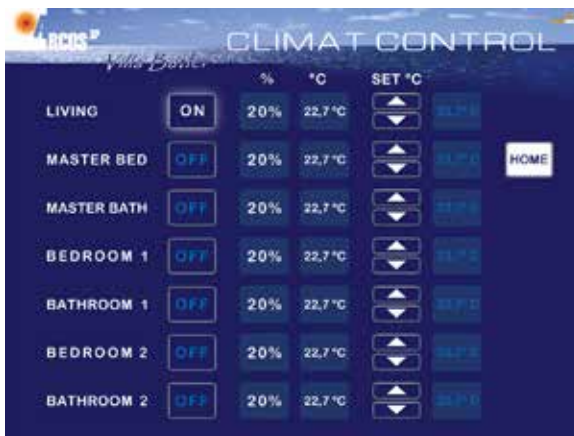 ARCOS
CLIMAT CONTROL
% °C SET °C
LIVING ON 20% 22,7 °C
MASTER BED OFF 20% 22,7 °C HOME
MASTER BATH OFF 20% 22,7 °C
BEDROOM 1 OFF 20% 22,7 °C
BATHROOM 1 OFF 20% 22,7 °C
BEDROOM 2 OFF 20% 22,7 °C
BATHROOM 2 OFF 20% 22,7 °C